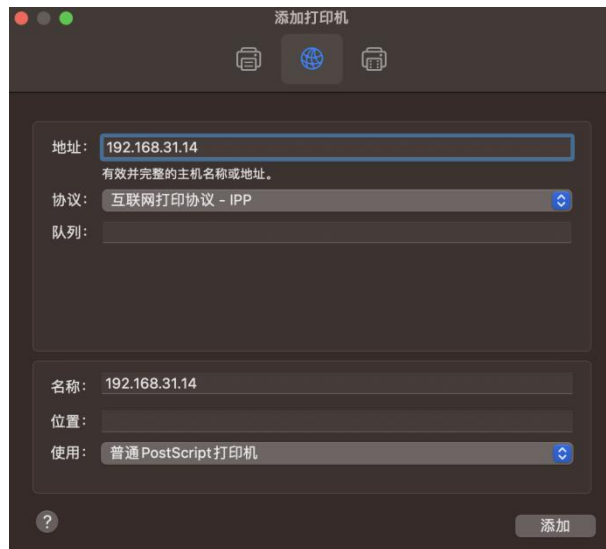 添加打印机
地址： 192.168.31.14
有效并完整的主机名称或地址。
协议： 互联网打印协议 – IPP
队列：
名称： 192.168.31.14
位置：
使用： 普通PostScript打印机
?
添加